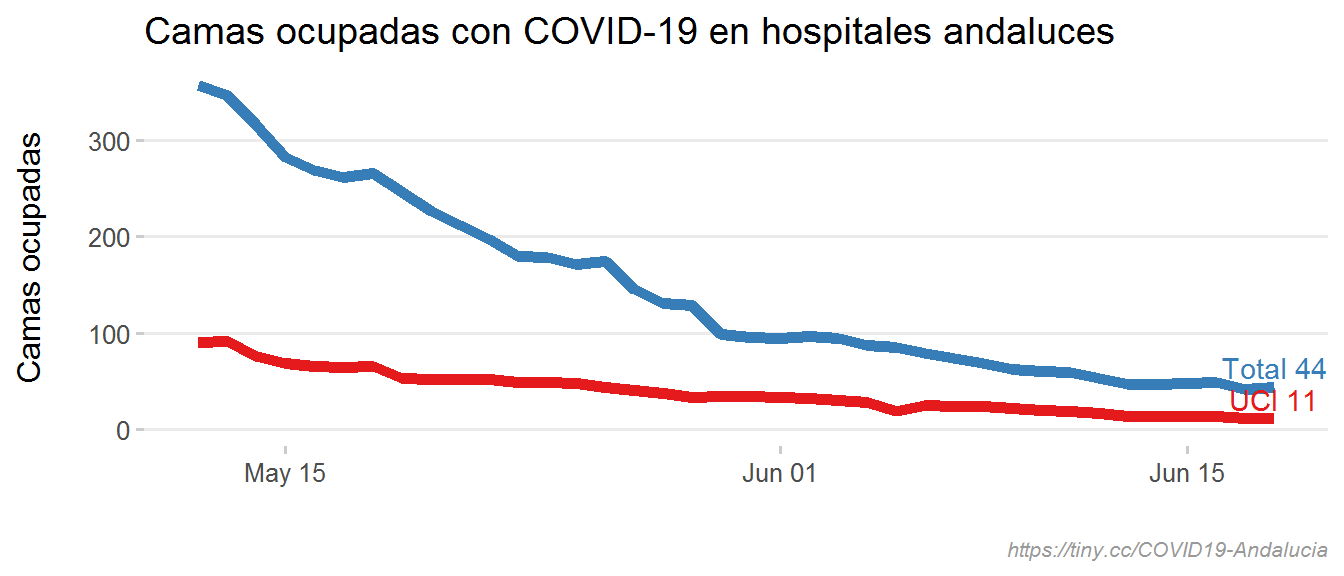 Camas ocupadas con COVID-19 en hospitales andaluces
Camas ocupadas
300
200
100
0
Total 44
UCI 11
May 15
Jun 01
Jun 15
https://tiny.cc/COVID19-Andalucia